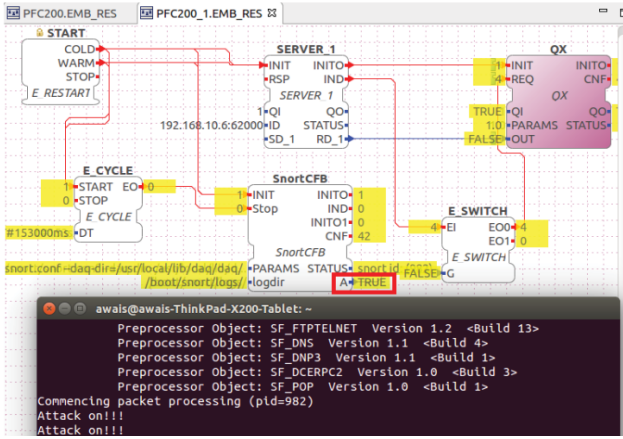 PFC200.EMB_RES
PFC200_1.EMB_RES
START
COLD
WARM
STOP
E_RESTART
SERVER_1
INIT INITO
RSP IND
SERVER_1
1 QI QO
192.168.10.6:62000 ID STATUS
SD_1 RD_1
QX
1 INIT INITO
4 REQ CNF
QX
TRUE QI QO
1.0 PARAMS STATUS
FALSE OUT
E_CYCLE
1 START EO 0
0 STOP
E_CYCLE
#153000ms DT
SnortCFB
1 INIT INITO 1
0 Stop IND 0
INITO1 0
CNF 42
SnortCFB
snort.conf --daq-dir=/usr/local/lib/daq/daq/ PARAMS STATUS snort id
/boot/snort/logs/ logdir A TRUE
E_SWITCH
4 EI EO0 4
EO1 0
E_SWITCH
FALSE G
awais@awais-ThinkPad-X200-Tablet: ~
Preprocessor Object: SF_FTPTELNET Version 1.2 <Build 13>
Preprocessor Object: SF_DNS Version 1.1 <Build 4>
Preprocessor Object: SF_DNP3 Version 1.1 <Build 1>
Preprocessor Object: SF_DCERPC2 Version 1.0 <Build 3>
Preprocessor Object: SF_POP Version 1.0 <Build 1>
Commencing packet processing (pid=982)
Attack on!!!
Attack on!!!